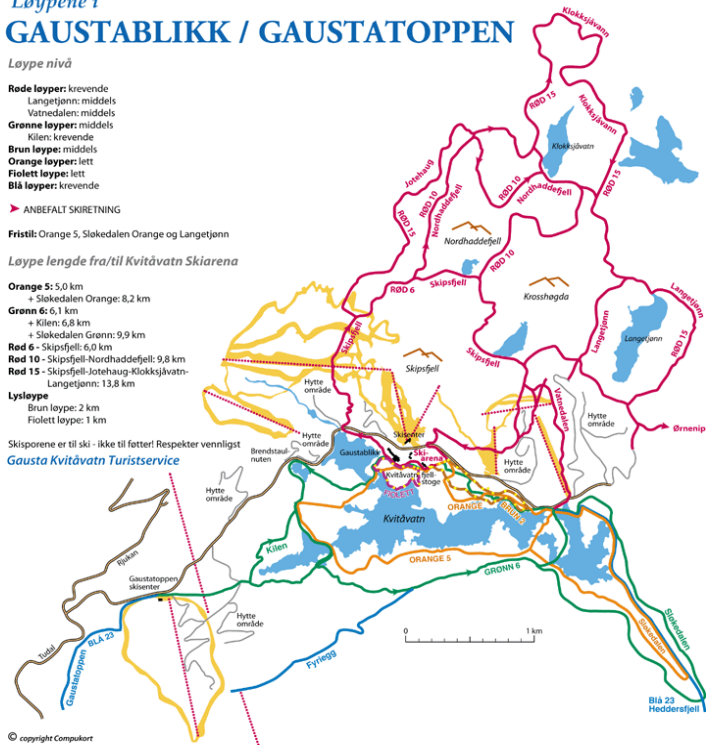 Løypene i
GAUSTABLIKK / GAUSTATOPPEN
Løype nivå
Røde løyper: krevende
Langetjønn: middels
Vatnedalen: middels
Grønne løyper: middels
Kilen: krevende
Brun løype: middels
Orange løyper: lett
Fiolett løype: lett
Blå løyper: krevende
ANBEFALT SKIRETNING
Fristil: Orange 5, Sløkedalen Orange og Langetjønn
Løype lengde fra/til Kvitåvatn Skiarena
Orange 5: 5,0 km
+ Sløkedalen Orange: 8,2 km
Grønn 6: 6,1 km
+ Kilen: 6,8 km
+ Sløkedalen Grønn: 9,9 km
Rød 6 - Skipsfjell: 6,0 km
Rød 10 - Skipsfjell-Nordhaddefjell: 9,8 km
Rød 15 - Skipsfjell-Jotehaug-Klokksjåvatn-
Langetjønn: 13,8 km
Lysløype
Brun løype: 2 km
Fiolett løype: 1 km
Skisporene er til ski - ikke til føtter! Respekter vennligst
Gausta Kvitåvatn Turistservice
Klokksjåvann
RØD 15
Klokksjåvann
Klokksjåvatn
RØD 15
Jotehaug
RØD 15
RØD 10
Nordhaddefjell
RØD 10
Nordhaddefjell
Nordhaddefjell
RØD 10
RØD 6
Skipsfjell
Krosshøgda
Skipsfjell
Skipsfjell
Skipsfjell
Langetjønn
Langetjønn
Langetjønn
RØD 15
Vatnedalen
Ørnenip
Hytte
område
Hytte
område
Hytte
område
Hytte
område
Hytte
område
Hytte
område
Brendstaul-
nuten
Skisenter
Gaustablikk
Ski-
arena
Kvitåvatn fjell-
stoge
FIOLETT
ORANGE
BRUN 2
Kvitåvatn
Kilen
ORANGE 5
GRØNN 6
Rjukan
Gaustatoppen
skisenter
Tudal
BLÅ 23
Gaustatoppen
Fyriegg
0
1 km
Sløkedalen
Sløkedalen
Blå 23
Heddersfjell
© copyright Compukort